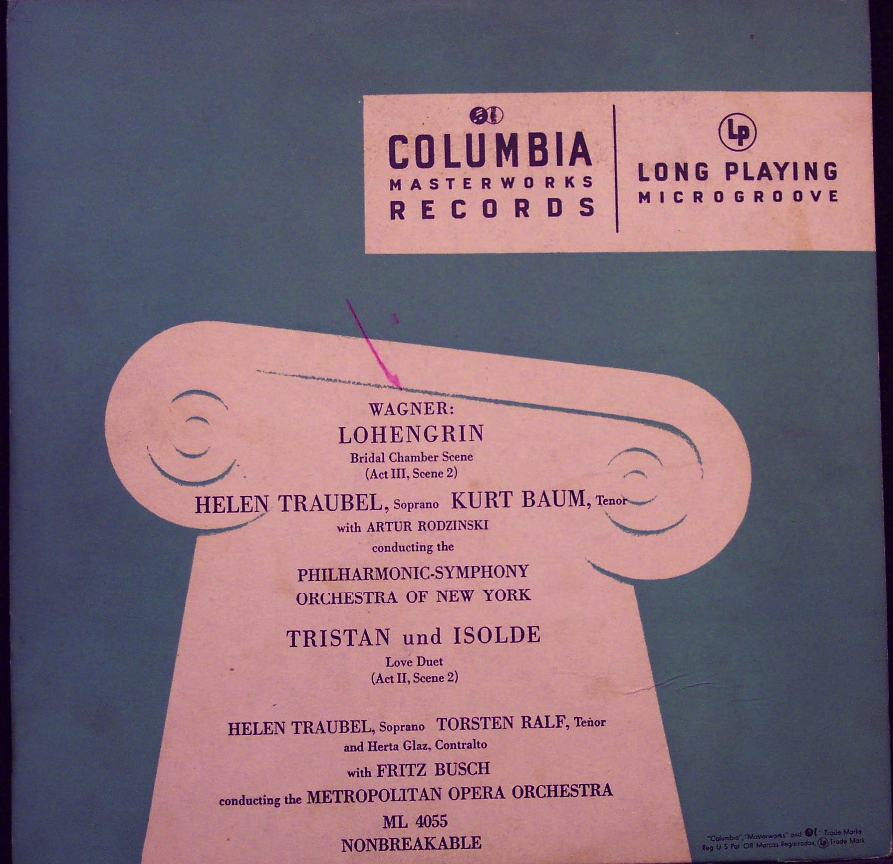 COLUMBIA
MASTERWORKS
RECORDS
Lp
LONG PLAYING
MICROGROOVE
WAGNER:
LOHENGRIN
Bridal Chamber Scene
(Act III, Scene 2)
HELEN TRAUBEL, Soprano KURT BAUM, Tenor
with ARTUR RODZINSKI
conducting the
PHILHARMONIC-SYMPHONY
ORCHESTRA OF NEW YORK
TRISTAN und ISOLDE
Love Duet
(Act II, Scene 2)
HELEN TRAUBEL, Soprano TORSTEN RALF, Tenor
and Herta Glaz, Contralto
with FRITZ BUSCH
conducting the METROPOLITAN OPERA ORCHESTRA
ML 4055
NONBREAKABLE
"Columbia", "Masterworks" and Trade Marks
Reg U S Pat Off Marcas Registradas, Lp Trade Mark